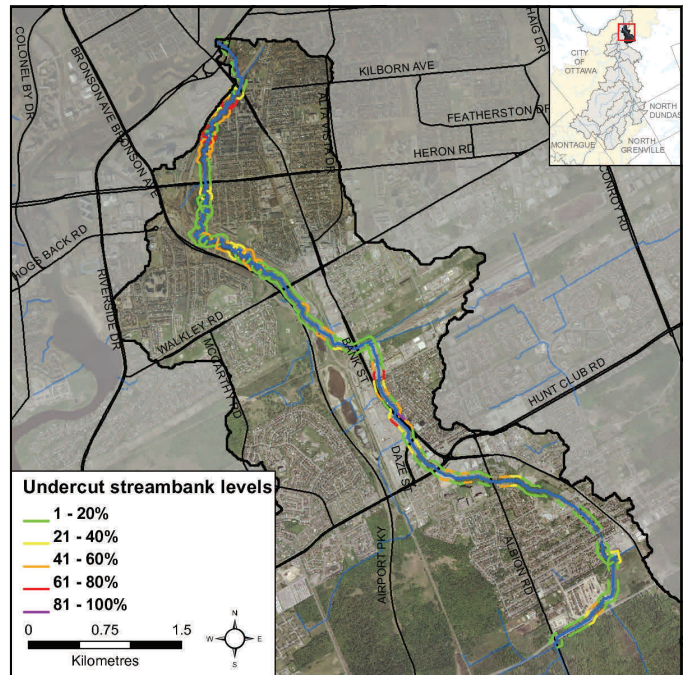 COLONEL BY DR
BRONSON AVE
BRONSON AVE
ALTA VISTA DR
HAIG DR
KILBORN AVE
FEATHERSTON DR
HERON RD
CONROY RD
HOGS BACK RD
RIVERSIDE DR
WALKLEY RD
MCCARTHY RD
BANK ST
HUNT CLUB RD
DAZE ST
AIRPORT PKY
ALBION RD
CITY
OF
OTTAWA
NORTH
DUNDAS
MONTAGUE
NORTH
GRENVILLE
Undercut streambank levels
1 - 20%
21 - 40%
41 - 60%
61 - 80%
81 - 100%
0 0.75 1.5
Kilometres
N
W E
S